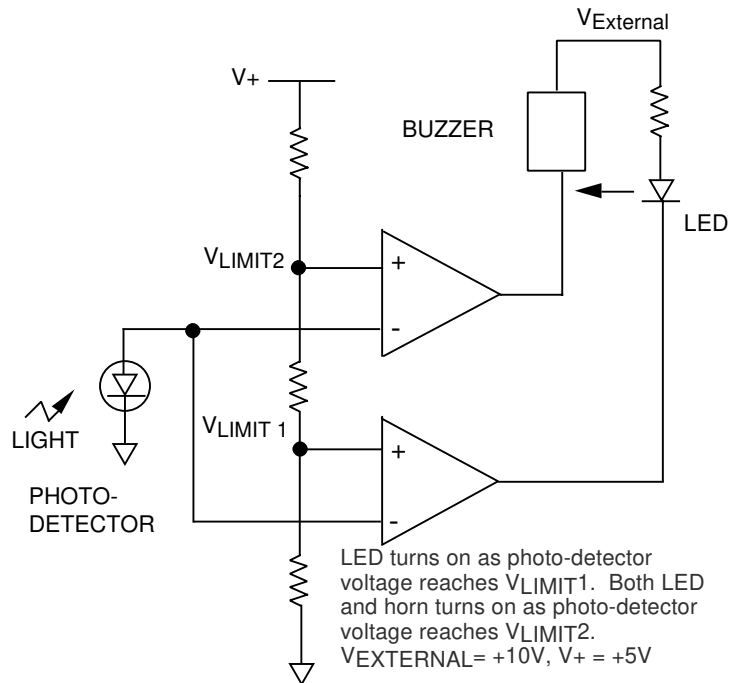 VExternal
V+
BUZZER
LED
VLIMIT2
+
-
LIGHT
VLIMIT 1
+
-
PHOTO-
DETECTOR
LED turns on as photo-detector
voltage reaches VLIMIT1. Both LED
and horn turns on as photo-detector
voltage reaches VLIMIT2.
VEXTERNAL= +10V, V+ = +5V